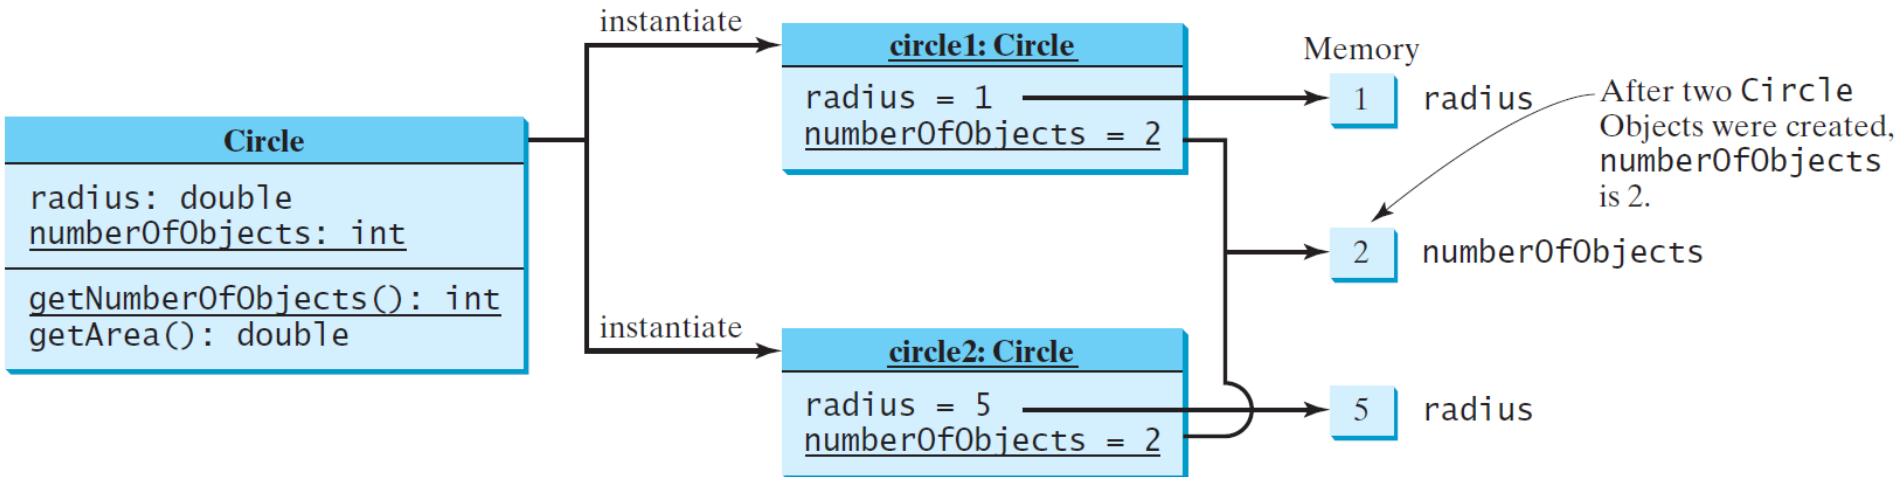 Circle
radius: double
numberOfObjects: int
getNumberOfObjects(): int
getArea(): double
instantiate
circle1: Circle
radius = 1
numberOfObjects = 2
instantiate
circle2: Circle
radius = 5
numberOfObjects = 2
Memory
1 radius
2 numberOfObjects
5 radius
After two Circle
Objects were created,
numberOfObjects
is 2.